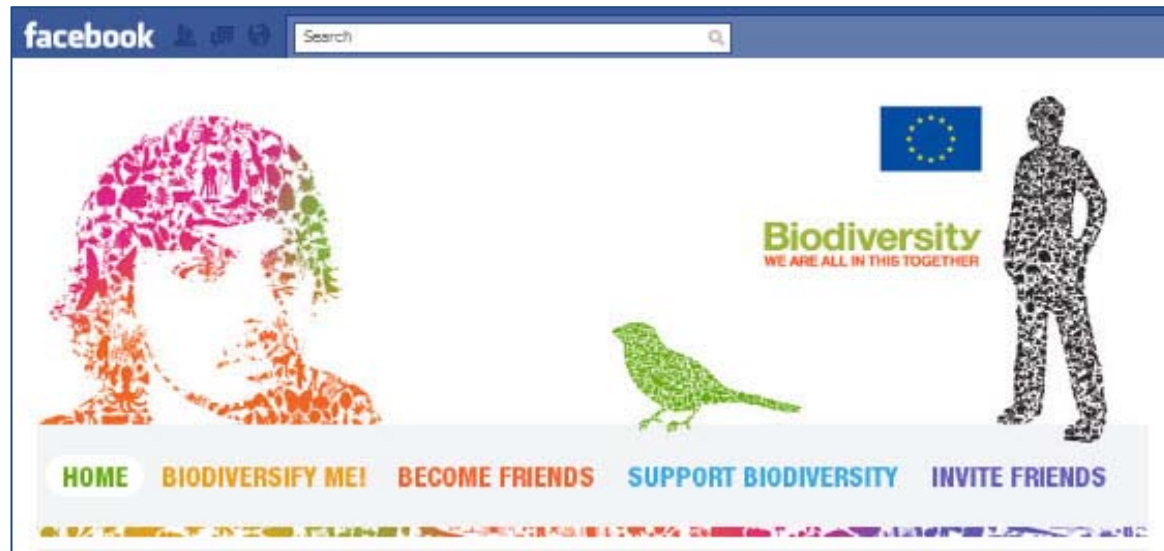 facebook
Search
Biodiversity
WE ARE ALL IN THIS TOGETHER
HOME BIODIVERSIFY ME! BECOME FRIENDS SUPPORT BIODIVERSITY INVITE FRIENDS